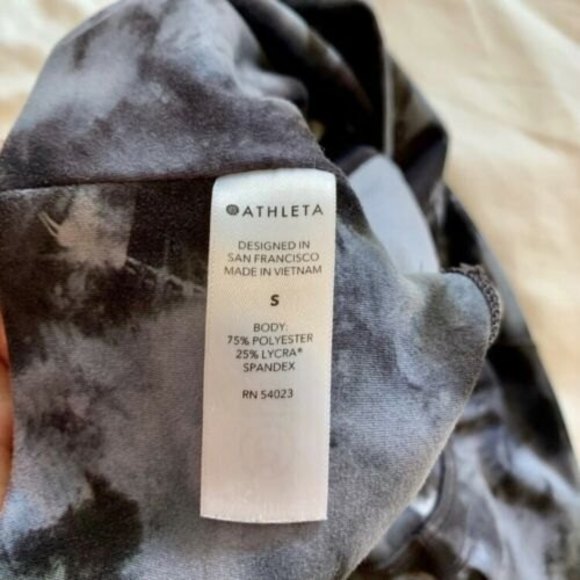 ATHLETA
DESIGNED IN
SAN FRANCISCO
MADE IN VIETNAM
S
BODY:
75% POLYESTER
25% LYCRA®
SPANDEX
RN 54023